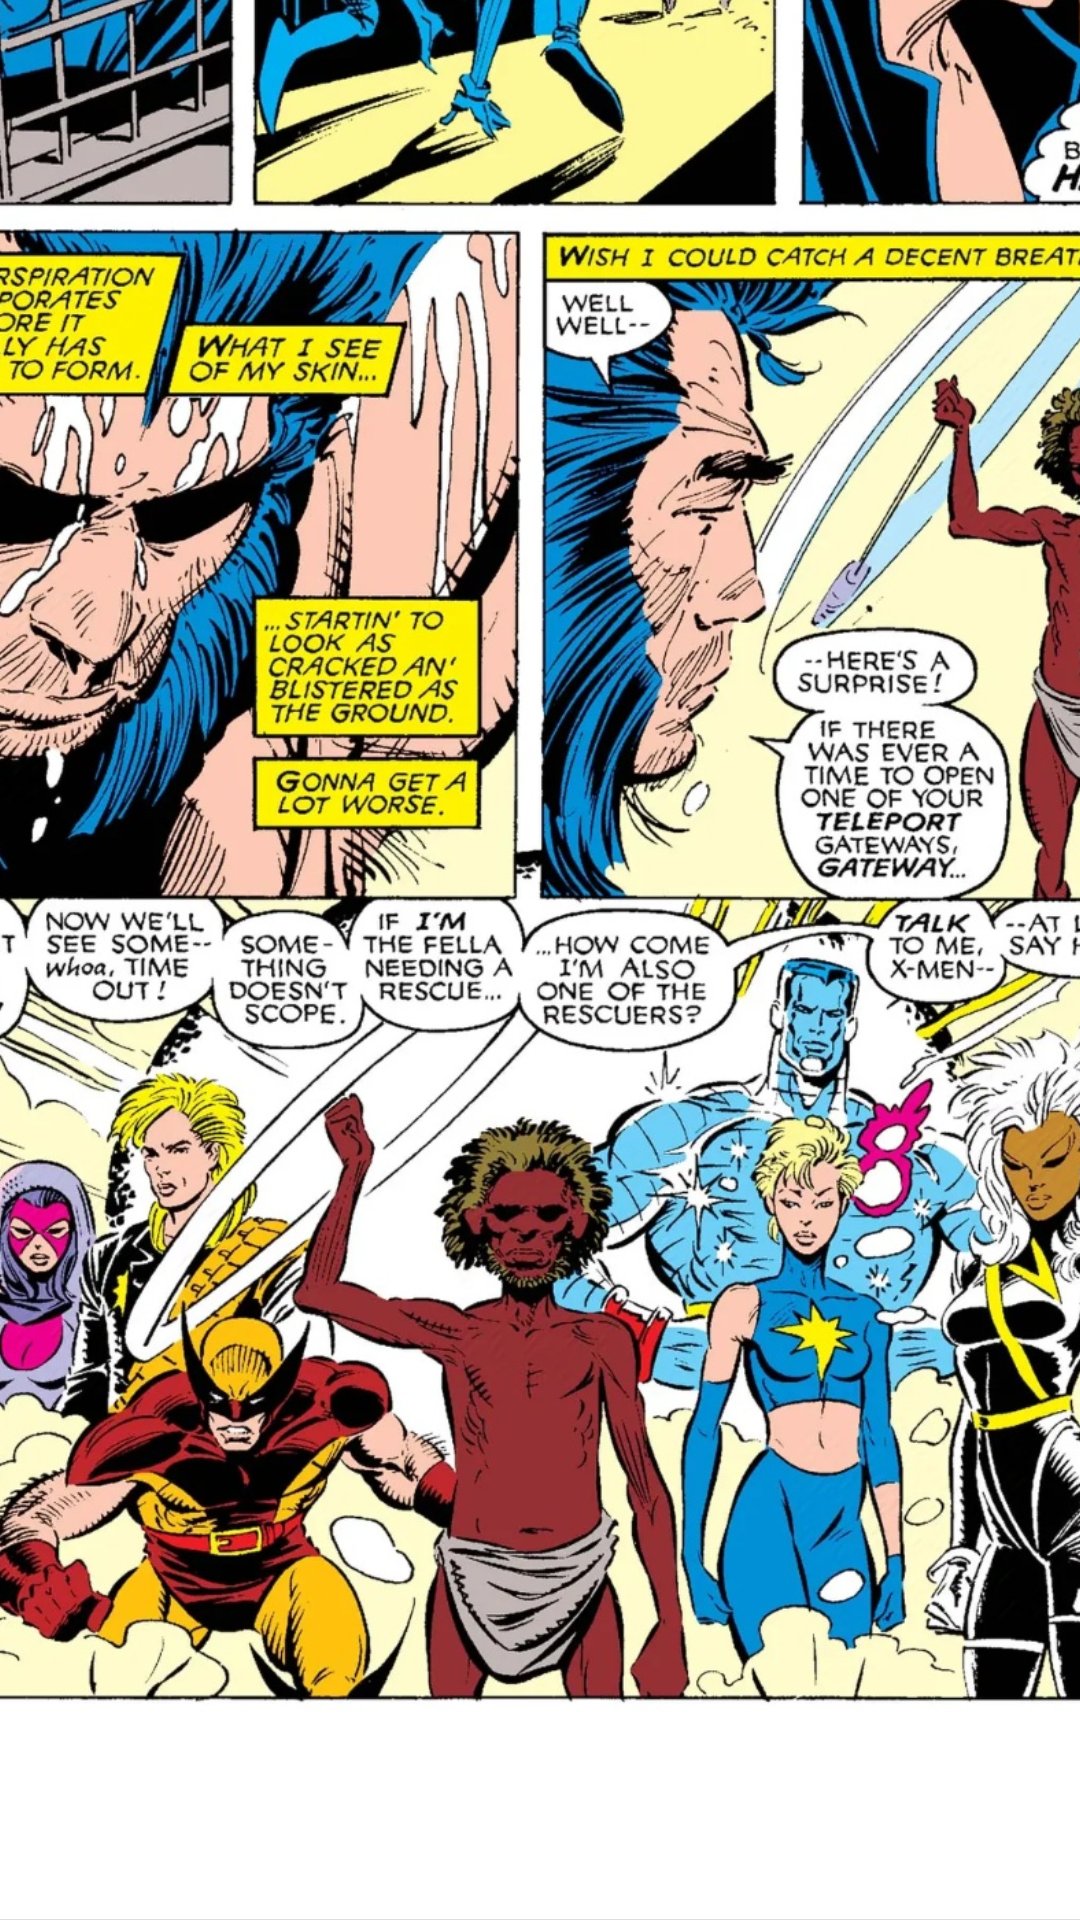 B
H
RSPIRATION
PORATES
ORE IT
LY HAS
TO FORM.
WHAT I SEE
OF MY SKIN...
...STARTIN' TO
LOOK AS
CRACKED AN'
BLISTERED AS
THE GROUND.
GONNA GET A
LOT WORSE.
WISH I COULD CATCH A DECENT BREAT
WELL
WELL--
--HERE'S A
SURPRISE!
IF THERE
WAS EVER A
TIME TO OPEN
ONE OF YOUR
TELEPORT
GATEWAYS,
GATEWAY...
T
NOW WE'LL
SEE SOME--
whoa, TIME
OUT!
SOME-
THING
DOESN'T
SCOPE.
IF I'M
THE FELLA
NEEDING A
RESCUE...
...HOW COME
I'M ALSO
ONE OF THE
RESCUERS?
TALK
TO ME,
X-MEN--
--AT L
SAY H